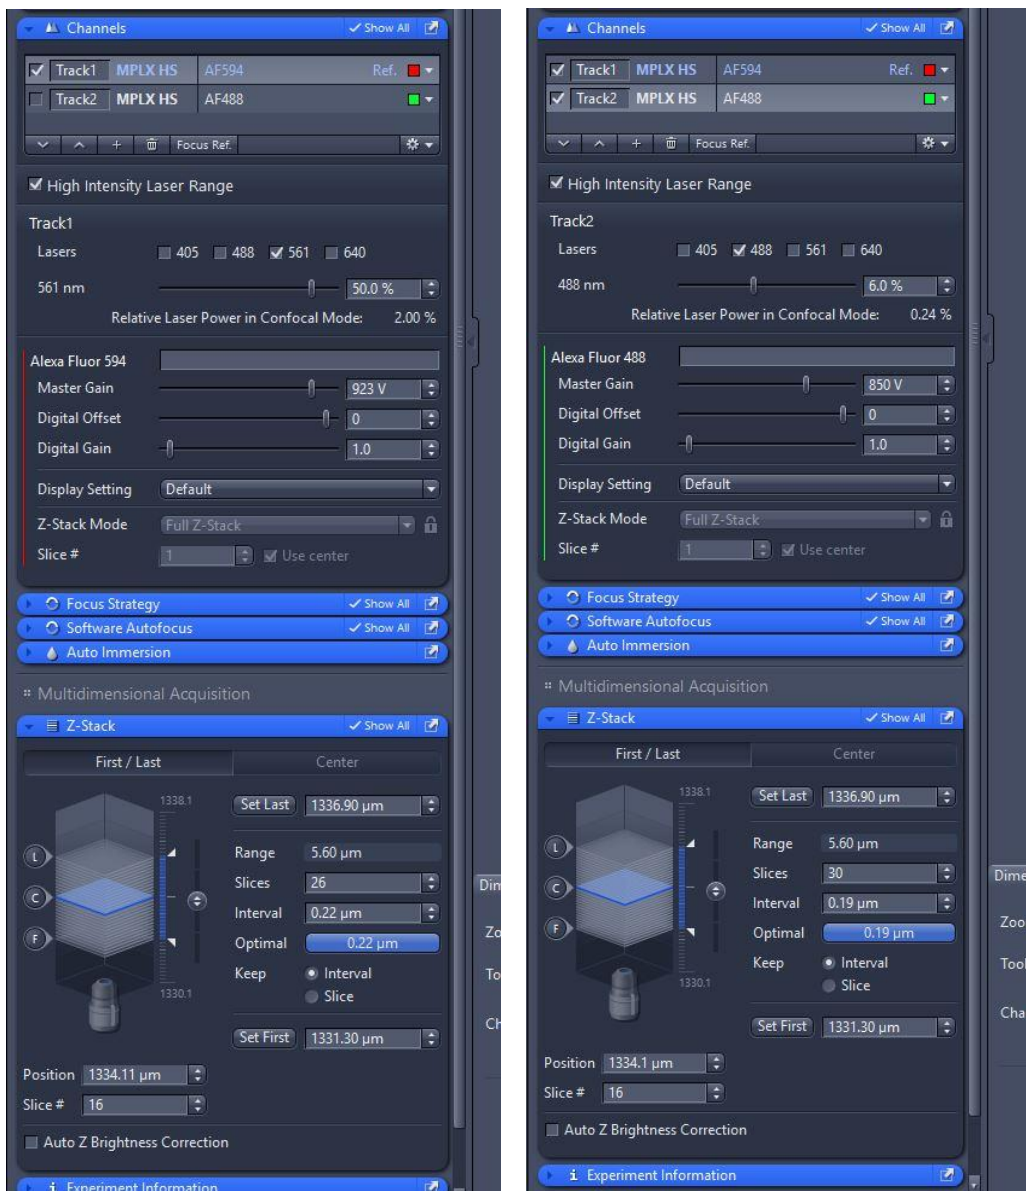 Channels Show All
Track1 MPLX HS AF594 Ref.
Track2 MPLX HS AF488
Focus Ref.
High Intensity Laser Range
Track1
Lasers 405 488 561 640
561 nm 50.0 %
Relative Laser Power in Confocal Mode: 2.00 %
Alexa Fluor 594
Master Gain 923 V
Digital Offset 0
Digital Gain 1.0
Display Setting Default
Z-Stack Mode Full Z-Stack
Slice # 1 Use center
Focus Strategy Show All
Software Autofocus Show All
Auto Immersion
Multidimensional Acquisition
Z-Stack Show All
First / Last Center
1338.1
Set Last 1336.90 µm
L
Range 5.60 µm
Slices 26
C
Interval 0.22 µm
F
Optimal 0.22 µm
Keep Interval
Slice
1330.1
Set First 1331.30 µm
Position 1334.11 µm
Slice # 16
Auto Z Brightness Correction
Experiment Information
Dim
Zo
To
Ch
Channels Show All
Track1 MPLX HS AF594 Ref.
Track2 MPLX HS AF488
Focus Ref.
High Intensity Laser Range
Track2
Lasers 405 488 561 640
488 nm 6.0 %
Relative Laser Power in Confocal Mode: 0.24 %
Alexa Fluor 488
Master Gain 850 V
Digital Offset 0
Digital Gain 1.0
Display Setting Default
Z-Stack Mode Full Z-Stack
Slice # 1 Use center
Focus Strategy Show All
Software Autofocus Show All
Auto Immersion
Multidimensional Acquisition
Z-Stack Show All
First / Last Center
1338.1
Set Last 1336.90 µm
L
Range 5.60 µm
Slices 30
C
Interval 0.19 µm
F
Optimal 0.19 µm
Keep Interval
Slice
1330.1
Set First 1331.30 µm
Position 1334.1 µm
Slice # 16
Auto Z Brightness Correction
Experiment Information
Dime
Zoo
Tool
Cha